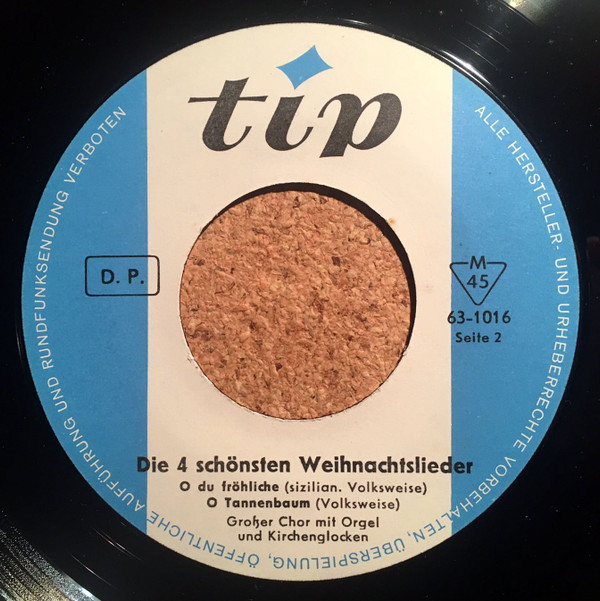 tip
D. P.
M
45
63-1016
Seite 2
Die 4 schönsten Weihnachtslieder
O du fröhliche (sizilian. Volksweise)
O Tannenbaum (Volksweise)
Großer Chor mit Orgel
und Kirchenglocken
ALLE HERSTELLER- UND URHEBERRECHTE VORBEHALTEN, ÜBERSPIELUNG, ÖFFENTLICHE AUFFÜHRUNG UND RUNDFUNKSENDUNG VERBOTEN